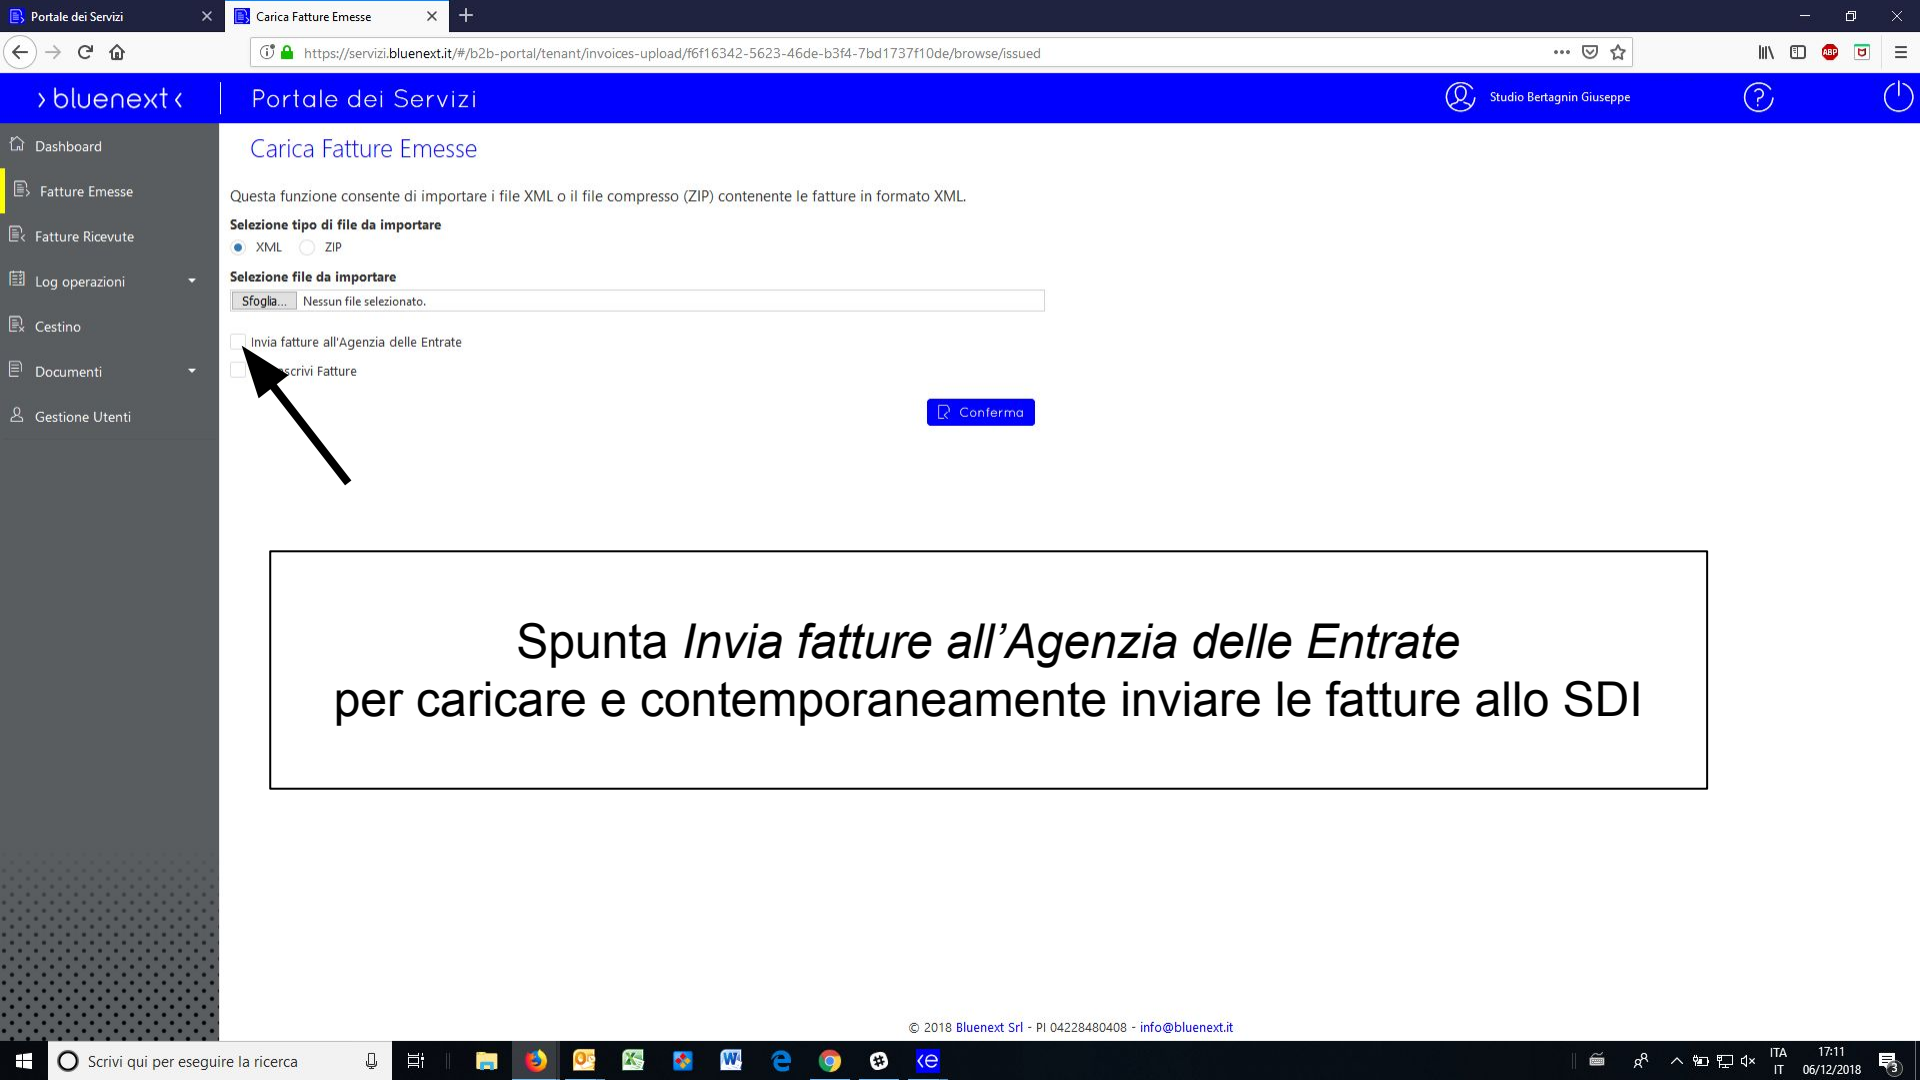 Portale dei Servizi
Carica Fatture Emesse
https://servizi.bluenext.it/#/b2b-portal/tenant/invoices-upload/f6f16342-5623-46de-b3f4-7bd1737f10de/browse/issued
ABP
›bluenext‹
Portale dei Servizi
Studio Bertagnin Giuseppe
?
Dashboard
Fatture Emesse
Fatture Ricevute
Log operazioni
Cestino
Documenti
Gestione Utenti
Carica Fatture Emesse
Questa funzione consente di importare i file XML o il file compresso (ZIP) contenente le fatture in formato XML.
Selezione tipo di file da importare
XML ZIP
Selezione file da importare
Sfoglia... Nessun file selezionato.
Invia fatture all'Agenzia delle Entrate
scrivi Fatture
Conferma
Spunta Invia fatture all’Agenzia delle Entrate
per caricare e contemporaneamente inviare le fatture allo SDI
© 2018 Bluenext Srl - PI 04228480408 - info@bluenext.it
Scrivi qui per eseguire la ricerca
ITA
IT
17:11
06/12/2018
3